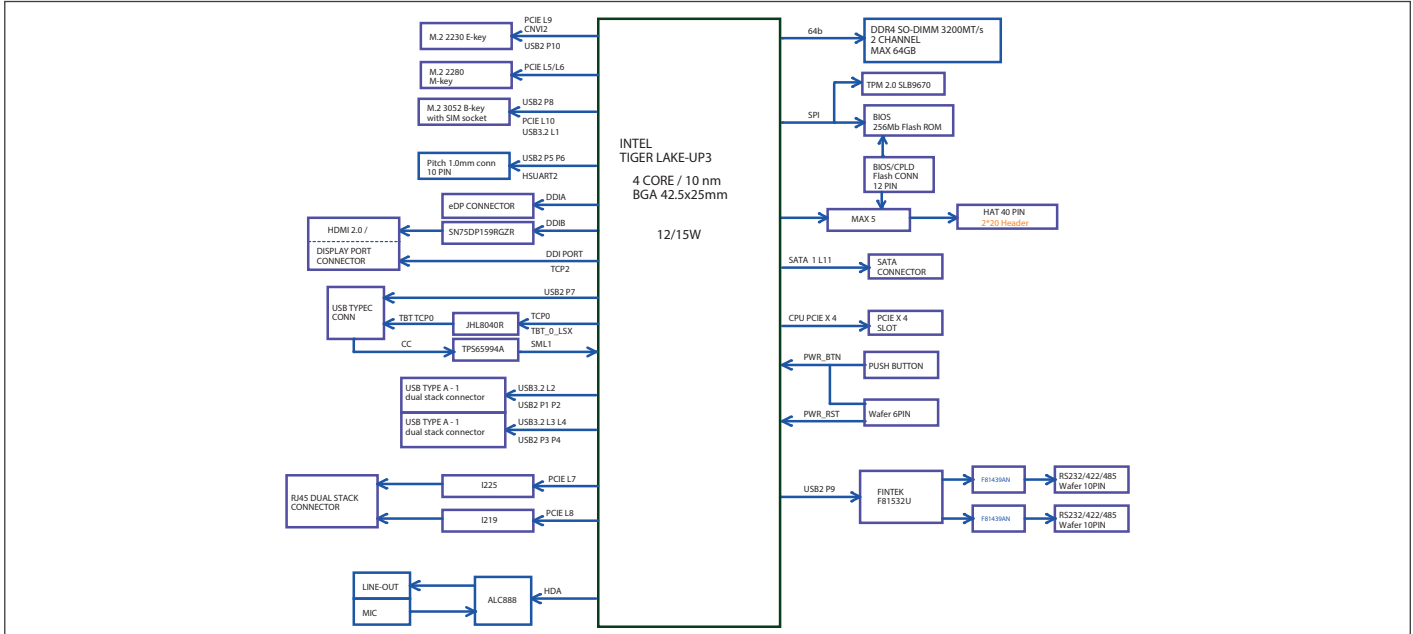 PCIE L9
CNVI2
M.2 2230 E-key
USB2 P10
M.2 2280
M-key
PCIE L5/L6
M.2 3052 B-key
with SIM socket
USB2 P8
PCIE L10
USB3.2 L1
Pitch 1.0mm conn
10 PIN
USB2 P5 P6
HSUART2
eDP CONNECTOR
DDIA
HDMI 2.0 /
DISPLAY PORT
CONNECTOR
SN75DP159RGZR
DDIB
DDI PORT
TCP2
USB TYPEC
CONN
USB2 P7
TBT TCP0
JHL8040R
TCP0
TBT_0_LSX
CC
TPS65994A
SML1
USB TYPE A - 1
dual stack connector
USB3.2 L2
USB2 P1 P2
USB TYPE A - 1
dual stack connector
USB3.2 L3 L4
USB2 P3 P4
RJ45 DUAL STACK
CONNECTOR
I225
PCIE L7
I219
PCIE L8
LINE-OUT
MIC
ALC888
HDA
INTEL
TIGER LAKE-UP3
4 CORE / 10 nm
BGA 42.5x25mm
12/15W
64b
DDR4 SO-DIMM 3200MT/s
2 CHANNEL
MAX 64GB
TPM 2.0 SLB9670
SPI
BIOS
256Mb Flash ROM
BIOS/CPLD
Flash CONN
12 PIN
MAX 5
HAT 40 PIN
2*20 Header
SATA 1 L11
SATA
CONNECTOR
CPU PCIE X 4
PCIE X 4
SLOT
PWR_BTN
PUSH BUTTON
PWR_RST
Wafer 6PIN
USB2 P9
FINTEK
F81532U
F81439AN
RS232/422/485
Wafer 10PIN
F81439AN
RS232/422/485
Wafer 10PIN